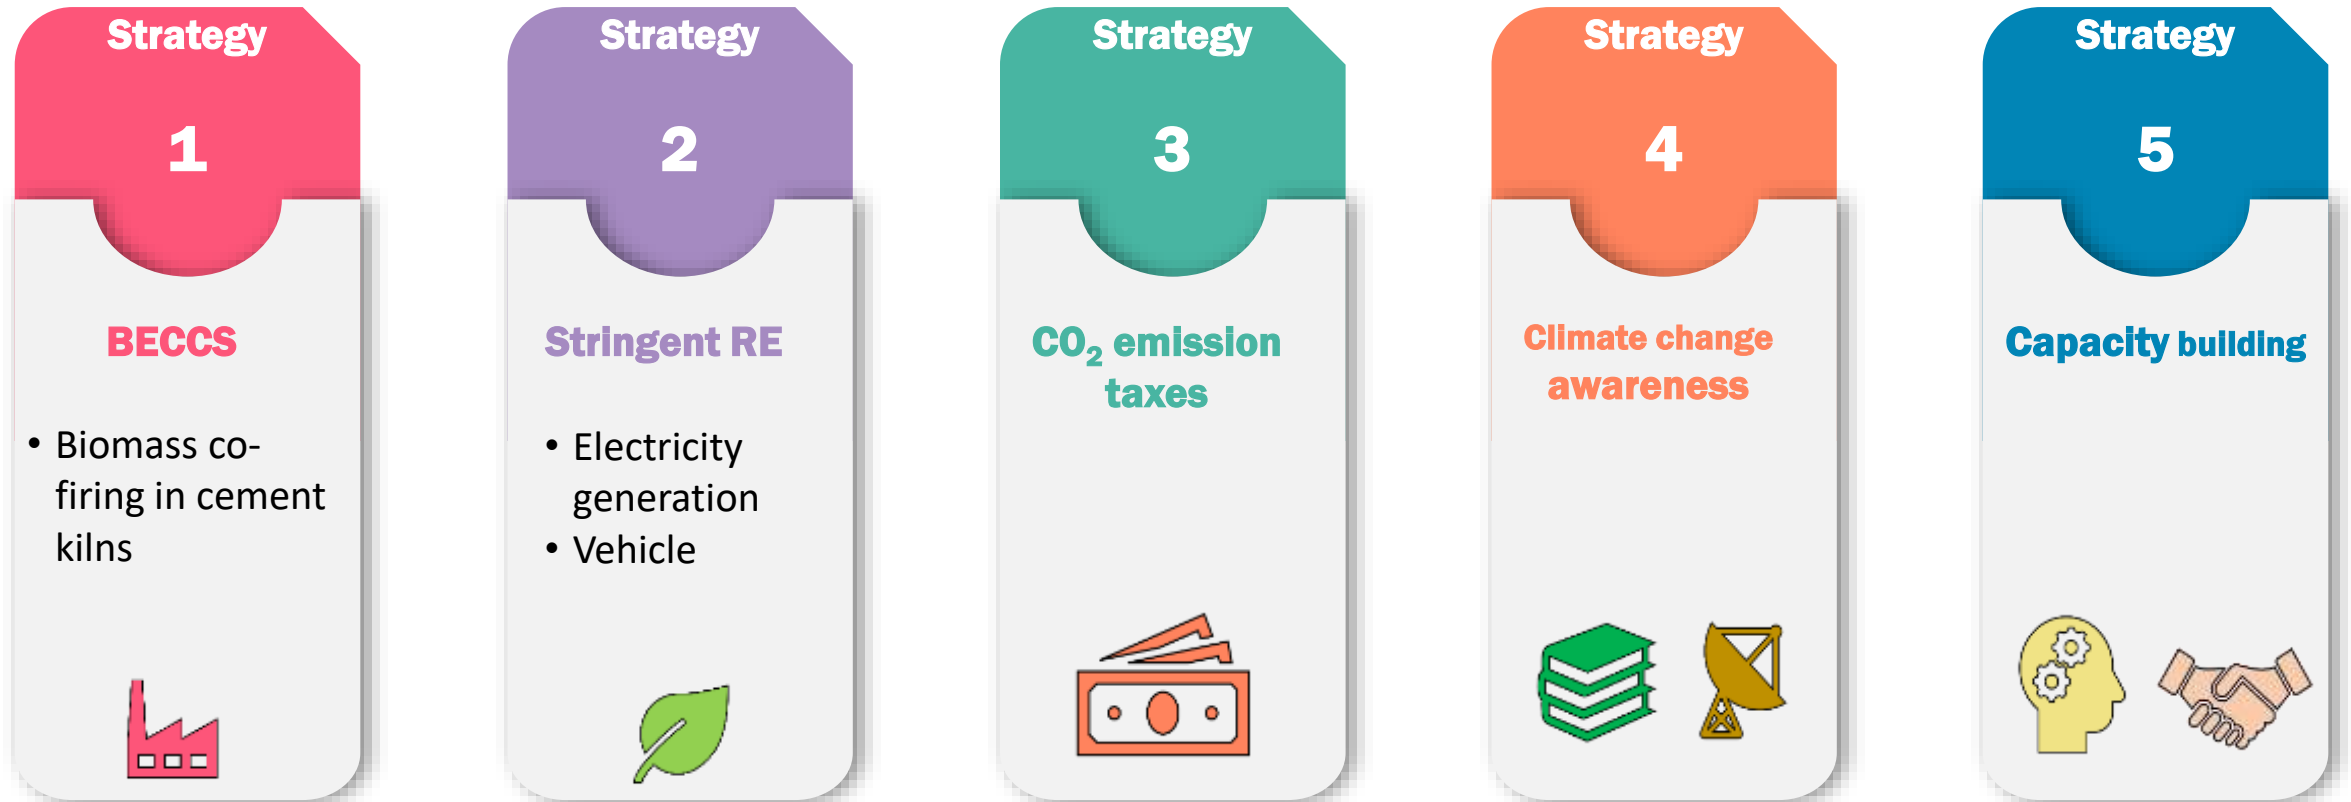 Strategy
1
BECCS
• Biomass co-
firing in cement
kilns
Strategy
2
Stringent RE
• Electricity
generation
• Vehicle
Strategy
3
CO₂ emission
taxes
Strategy
4
Climate change
awareness
Strategy
5
Capacity building